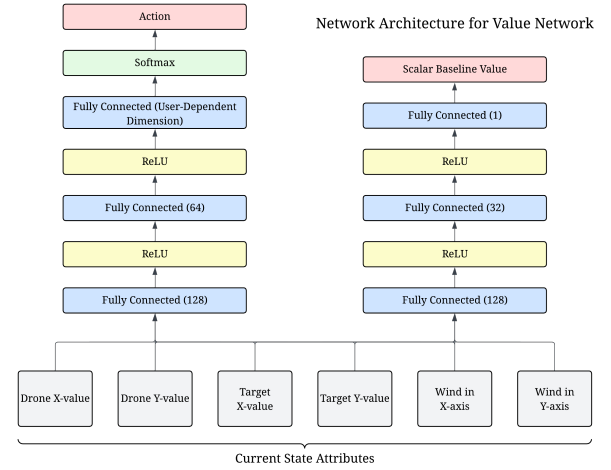 Network Architecture for Value Network
Action
Softmax
Fully Connected (User-Dependent
Dimension)
ReLU
Fully Connected (64)
ReLU
Fully Connected (128)
Scalar Baseline Value
Fully Connected (1)
ReLU
Fully Connected (32)
ReLU
Fully Connected (128)
Drone X-value
Drone Y-value
Target
X-value
Target Y-value
Wind in
X-axis
Wind in
Y-axis
Current State Attributes